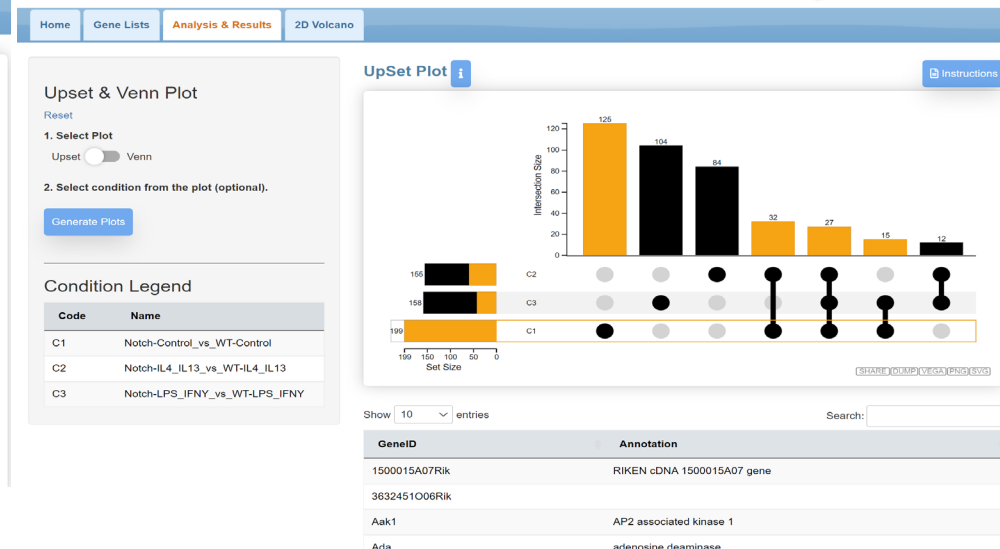 Home Gene Lists Analysis & Results 2D Volcano
Upset & Venn Plot
Reset
1. Select Plot
Upset Venn
2. Select condition from the plot (optional).
Generate Plots
Condition Legend
Code Name
C1 Notch-Control_vs_WT-Control
C2 Notch-IL4_IL13_vs_WT-IL4_IL13
C3 Notch-LPS_IFNY_vs_WT-LPS_IFNY
UpSet Plot i
Instructions
Intersection Size
120
100
80
60
40
20
0
125 104 84 32 27 15 12
155 C2
158 C3
199 C1
199 150 100 50 0
Set Size
SHARE DUMP VEGA PNG SVG
Show 10 entries
Search:
GeneID Annotation
1500015A07Rik RIKEN cDNA 1500015A07 gene
3632451O06Rik
Aak1 AP2 associated kinase 1
Ada adenosine deaminase